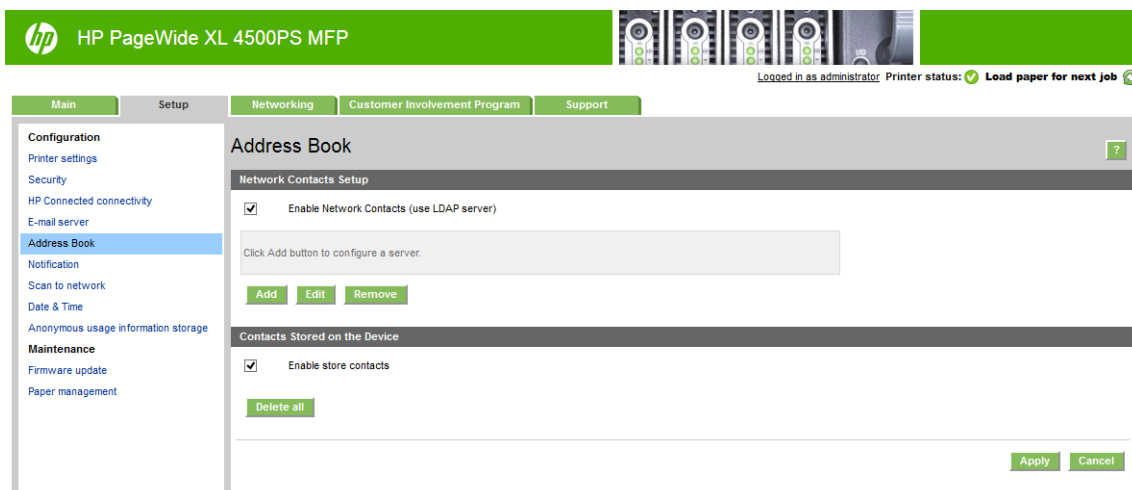 hp HP PageWide XL 4500PS MFP
UID
Logged in as administrator Printer status: Load paper for next job
Main Setup Networking Customer Involvement Program Support
Configuration
Printer settings
Security
HP Connected connectivity
E-mail server
Address Book
Notification
Scan to network
Date & Time
Anonymous usage information storage
Maintenance
Firmware update
Paper management
Address Book ?
Network Contacts Setup
Enable Network Contacts (use LDAP server)
Click Add button to configure a server.
Add Edit Remove
Contacts Stored on the Device
Enable store contacts
Delete all
Apply Cancel